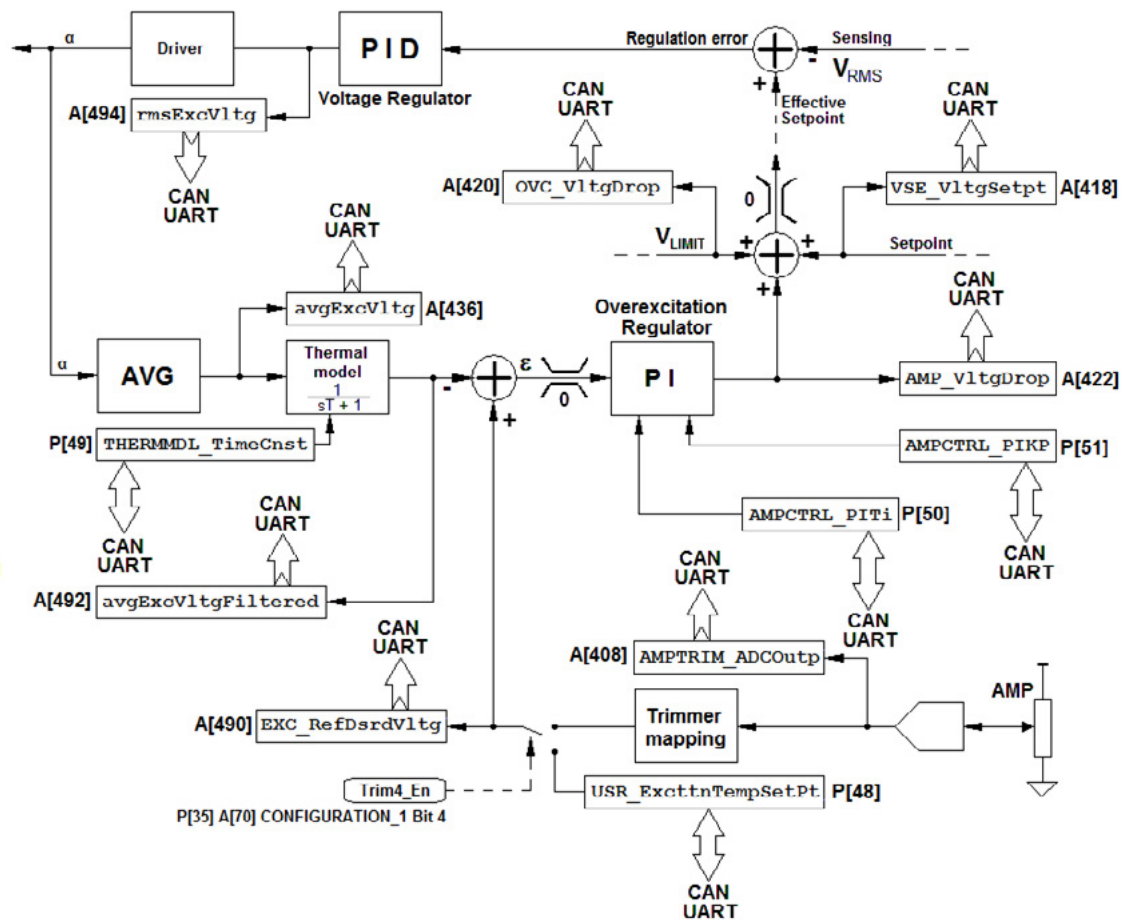 α
Driver
PID
Voltage Regulator
Regulation error
+
-
Sensing
VRMS
+
Effective
Setpoint
A[494]
rmsExcVltg
CAN
UART
CAN
UART
A[420]
OVC_VltgDrop
0
CAN
UART
VSE_VltgSetpt
A[418]
VLIMIT
+
+
+
+
Setpoint
CAN
UART
avgExcVltg
A[436]
Overexcitation
Regulator
CAN
UART
α
AVG
Thermal
model
1
sT + 1
-
+
+
ε
0
PI
AMP_VltgDrop
A[422]
P[49]
THERMMDL_TimeCnst
CAN
UART
AMPCTRL_PIKP
P[51]
CAN
UART
AMPCTRL_PITi
P[50]
CAN
UART
CAN
UART
A[492]
avgExcVltgFiltered
CAN
UART
A[408]
AMPTRIM_ADCOutp
CAN
UART
A[490]
EXC_RefDsrdVltg
Trimmer
mapping
AMP
Trim4_En
P[35] A[70] CONFIGURATION_1 Bit 4
USR_ExcttnTempSetPt
P[48]
CAN
UART